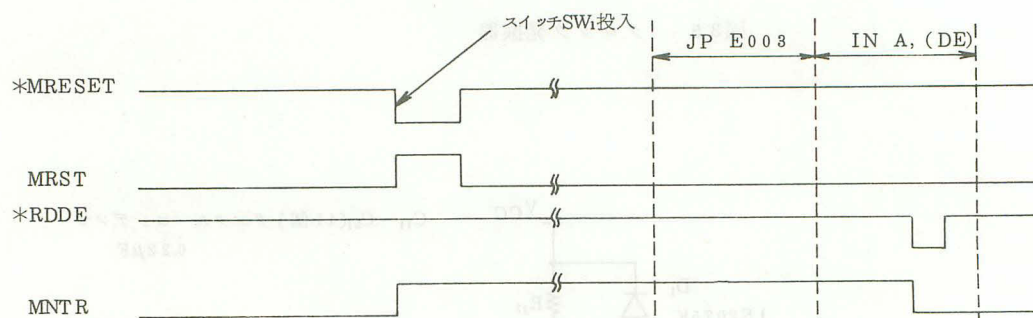 スイッチSW₁投入
JP E003
IN A, (DE)
*MRESET
MRST
*RDDE
MNTR